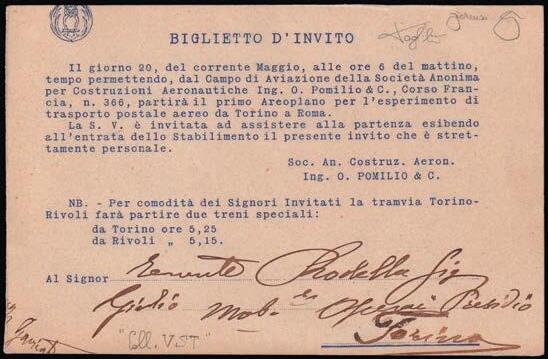 BIGLIETTO D'INVITO
Il giorno 20, del corrente Maggio, alle ore 6 del mattino,
tempo permettendo, dal Campo di Aviazione della Società Anonima
per Costruzioni Aeronautiche Ing. O. Pomilio & C., Corso Fran-
cia, n. 366, partirà il primo Areoplano per l'esperimento di
trasporto postale aereo da Torino a Roma.
La S. V. è invitata ad assistere alla partenza esibendo
all'entrata dello Stabilimento il presente invito che è stret-
tamente personale.
Soc. An. Costruz. Aeron.
Ing. O. POMILIO & C.
NB. - Per comodità dei Signori Invitati la tramvia Torino-
Rivoli farà partire due treni speciali:
da Torino ore 5,25
da Rivoli „ 5,15.
Al Signor Rodella Sig
Giulio Presidio
Torino
"Coll. V.S.T"